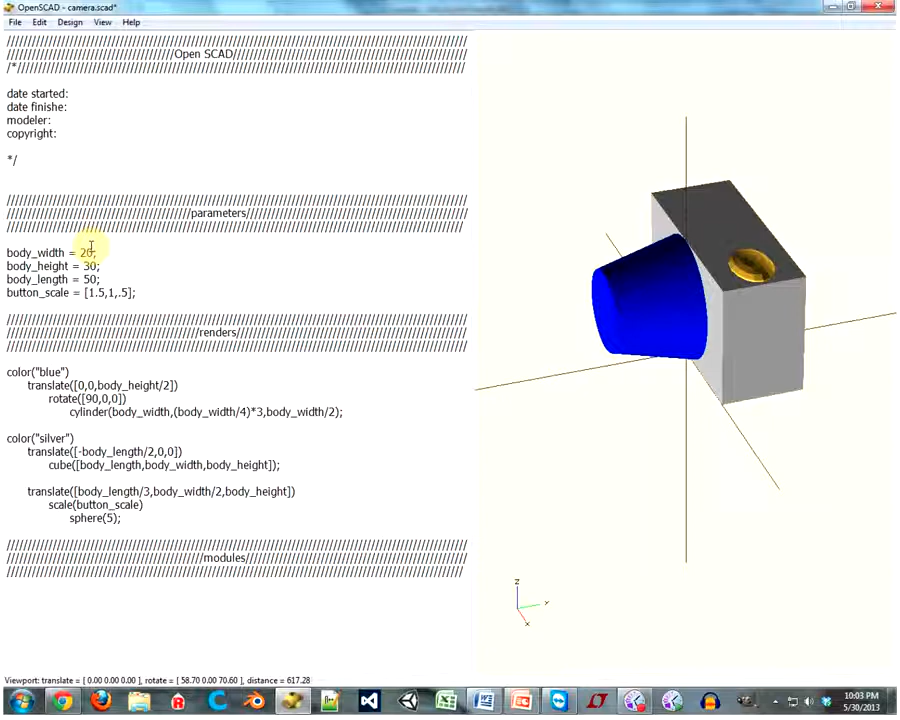 OpenSCAD - camera.scad*
File Edit Design View Help
////////////////////////////////////////////////////////////////////////////////////////////////////////////////
////////////////////////////////////////Open SCAD/////////////////////////////////////////////////////////
/*/////////////////////////////////////////////////////////////////////////////////////////////////////////////
date started:
date finishe:
modeler:
copyright:
*/
////////////////////////////////////////////////////////////////////////////////////////////////////////////////
////////////////////////////////////////////parameters/////////////////////////////////////////////////////
///////////////////////////////////////////////////////////////////////////////////////////////////////////////
body_width = 20;
body_height = 30;
body_length = 50;
button_scale = [1.5,1,.5];
////////////////////////////////////////////////////////////////////////////////////////////////////////////////
//////////////////////////////////////////////renders////////////////////////////////////////////////////////
///////////////////////////////////////////////////////////////////////////////////////////////////////////////
color("blue")
translate([0,0,body_height/2])
rotate([90,0,0])
cylinder(body_width,(body_width/4)*3,body_width/2);
color("silver")
translate([-body_length/2,0,0])
cube([body_length,body_width,body_height]);
translate([body_length/3,body_width/2,body_height])
scale(button_scale)
sphere(5);
////////////////////////////////////////////////////////////////////////////////////////////////////////////////
///////////////////////////////////////////////modules//////////////////////////////////////////////////////
///////////////////////////////////////////////////////////////////////////////////////////////////////////////
z
x
Viewport: translate = [ 0.00 0.00 0.00 ], rotate = [ 58.70 0.00 70.60 ], distance = 617.28
10:03 PM
5/30/2013